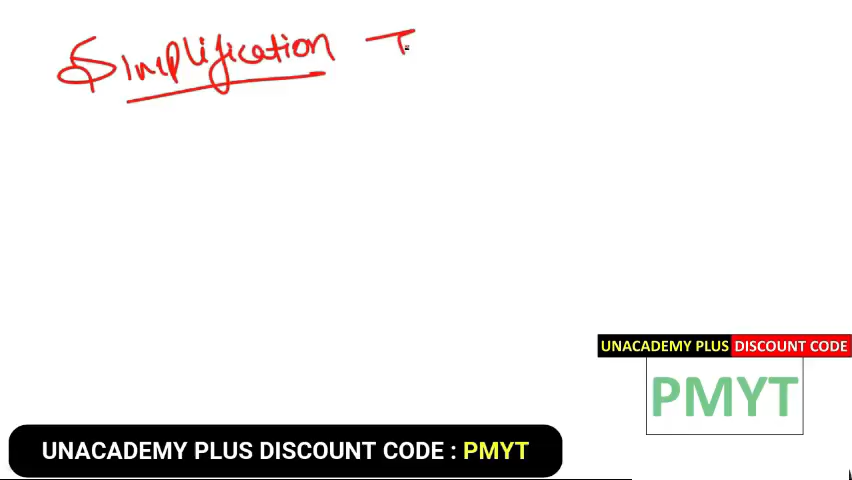 Simplification T
UNACADEMY PLUS DISCOUNT CODE
PMYT
UNACADEMY PLUS DISCOUNT CODE : PMYT